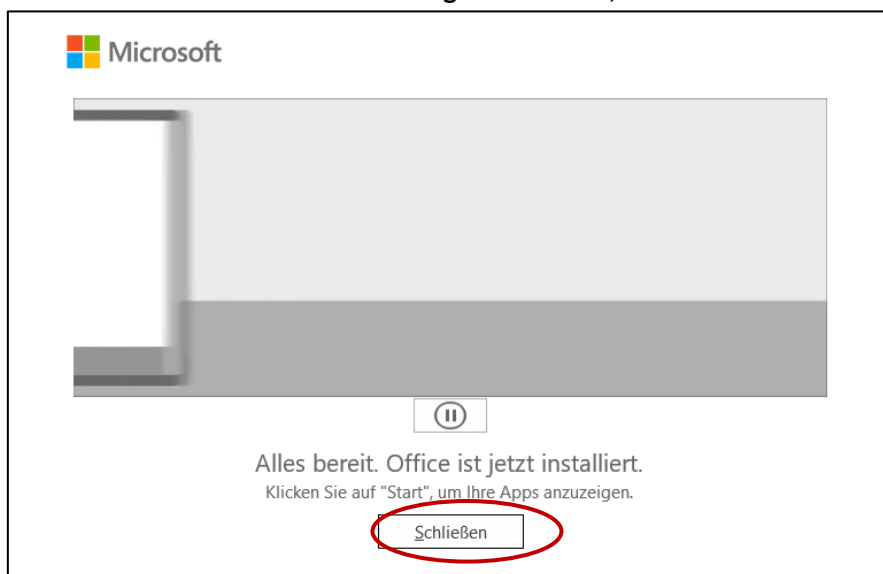 Microsoft
Alles bereit. Office ist jetzt installiert.
Klicken Sie auf "Start", um Ihre Apps anzuzeigen.
Schließen